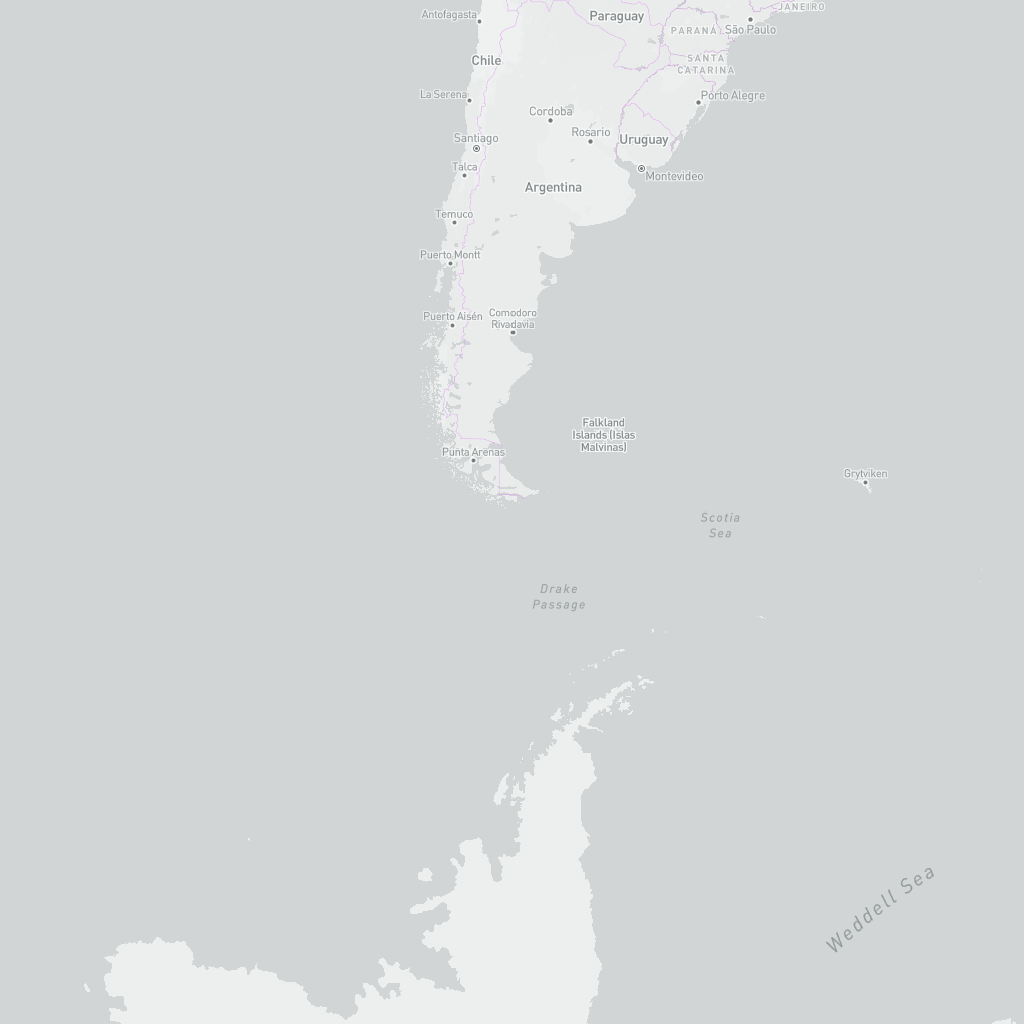 JANEIRO
Antofagasta
Paraguay
PARANÁ
São Paulo
Chile
SANTA
CATARINA
La Serena
Porto Alegre
Cordoba
Rosario
Santiago
Uruguay
Talca
Montevideo
Argentina
Temuco
Puerto Montt
Puerto Aisén
Comodoro
Rivadavia
Falkland
Islands (Islas
Malvinas)
Punta Arenas
Grytviken
Scotia
Sea
Drake
Passage
Weddell Sea